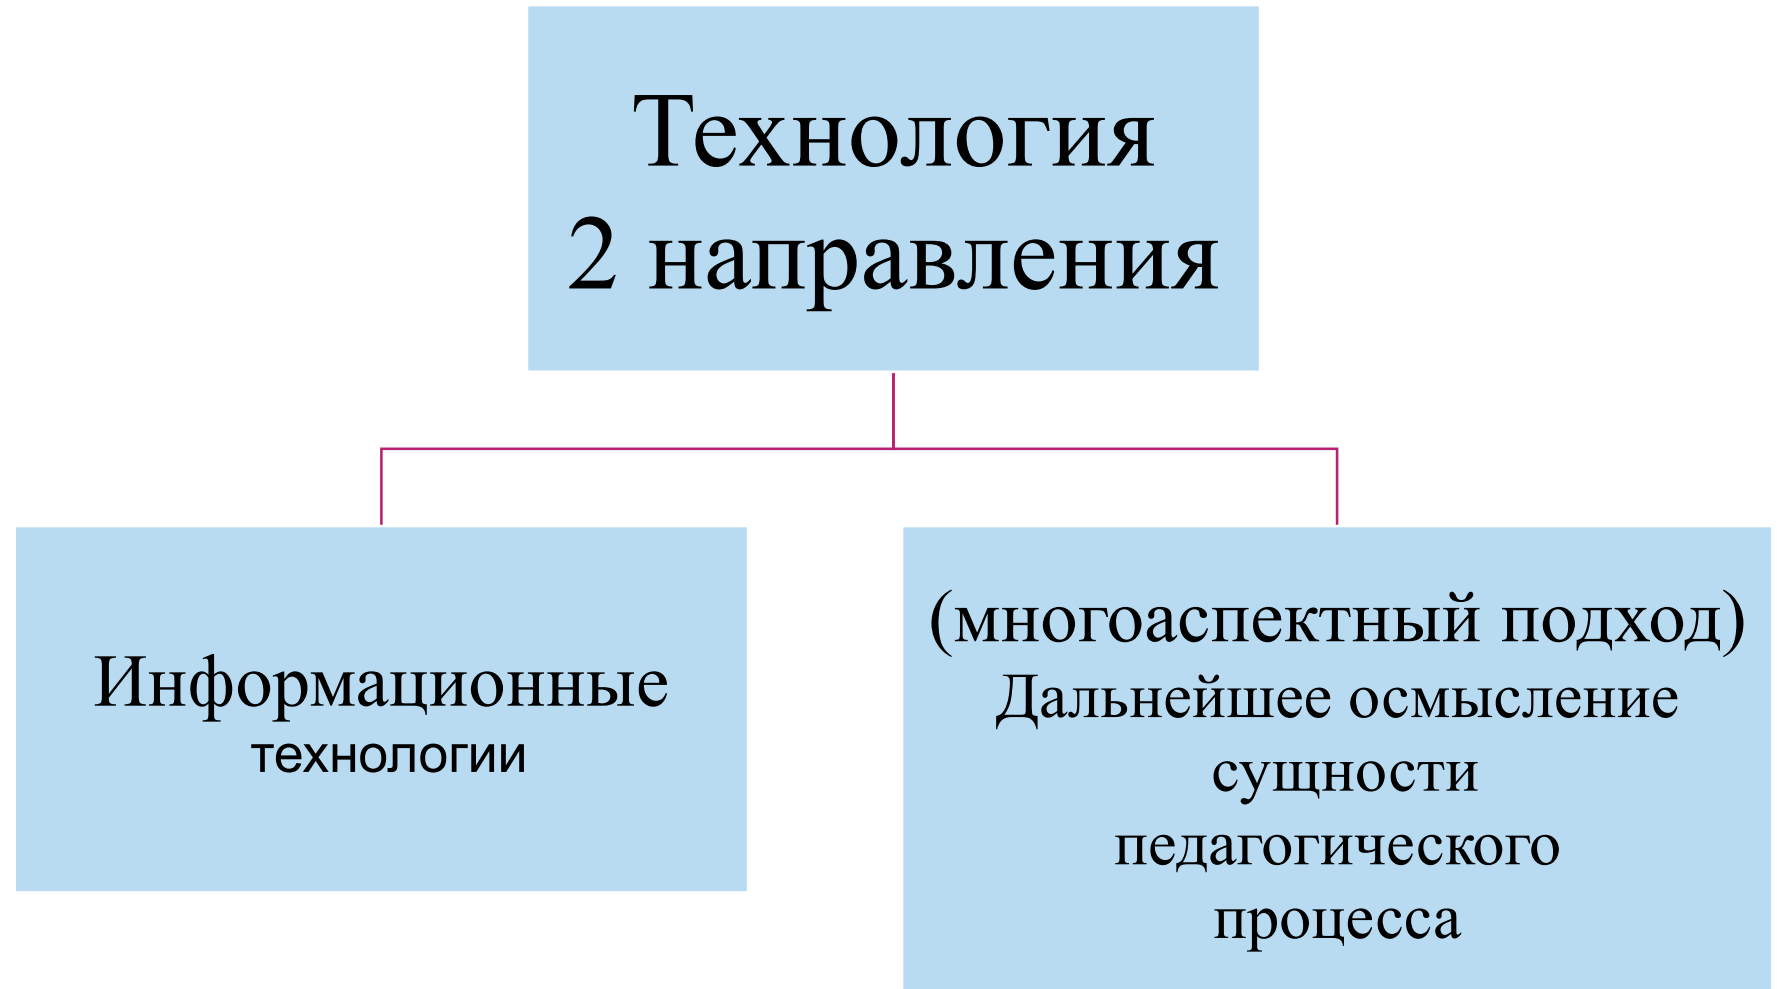 Технология
2 направления
Информационные
технологии
(многоаспектный подход)
Дальнейшее осмысление
сущности
педагогического
процесса